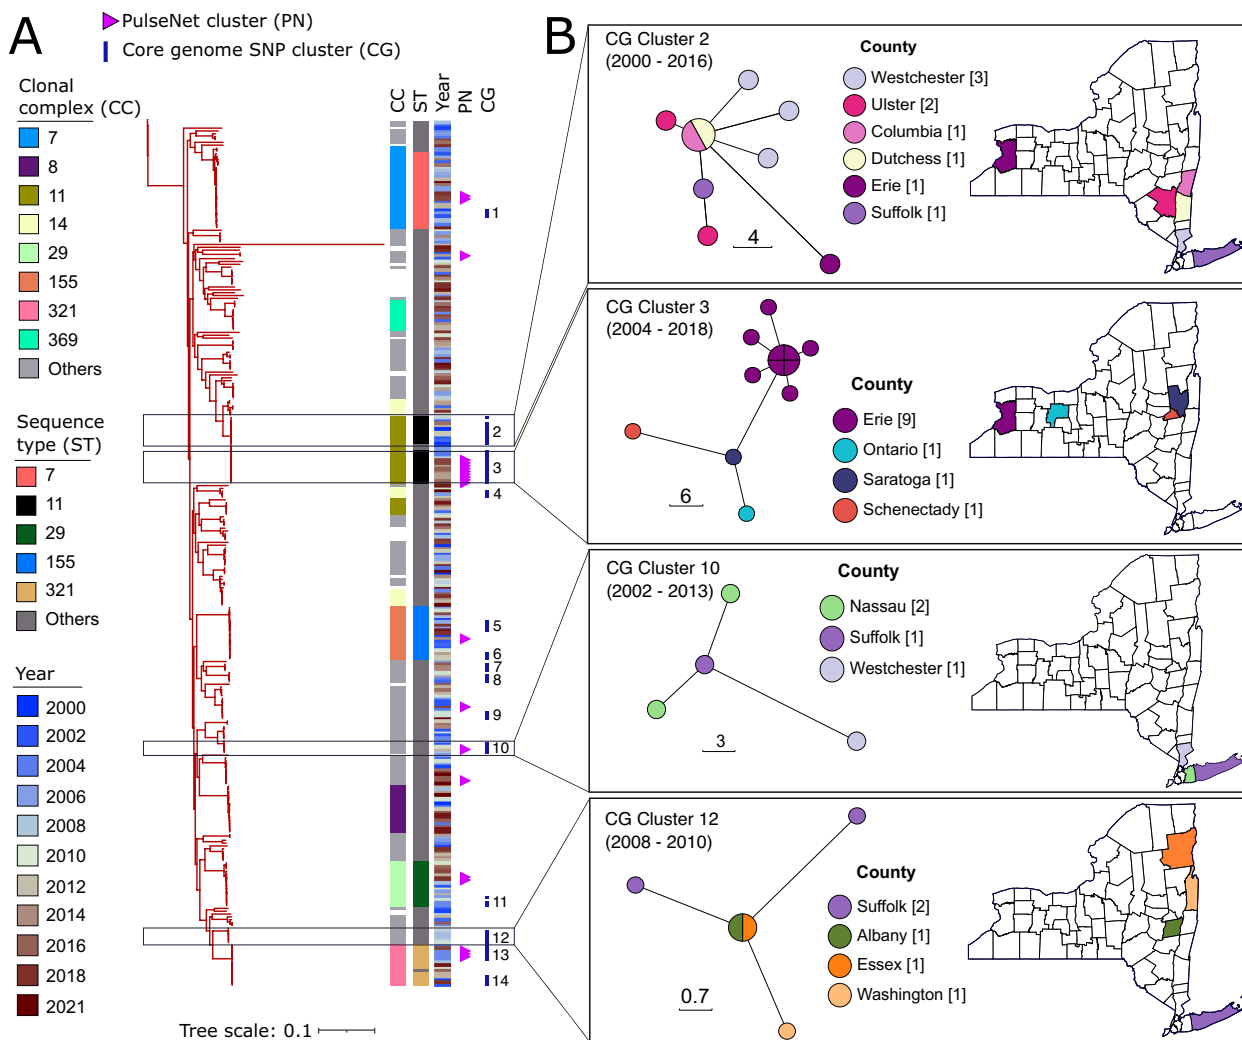 A
PulseNet cluster (PN)
Core genome SNP cluster (CG)
Clonal
complex (CC)
7
8
11
14
29
155
321
369
Others
Sequence
type (ST)
7
11
29
155
321
Others
Year
2000
2002
2004
2006
2008
2010
2012
2014
2016
2018
2021
CC
ST
Year
PN
CG
1
2
3
4
5
6
7
8
9
10
11
12
13
14
Tree scale: 0.1
B
CG Cluster 2
(2000 - 2016)
4
County
Westchester [3]
Ulster [2]
Columbia [1]
Dutchess [1]
Erie [1]
Suffolk [1]
CG Cluster 3
(2004 - 2018)
6
County
Erie [9]
Ontario [1]
Saratoga [1]
Schenectady [1]
CG Cluster 10
(2002 - 2013)
3
County
Nassau [2]
Suffolk [1]
Westchester [1]
CG Cluster 12
(2008 - 2010)
0.7
County
Suffolk [2]
Albany [1]
Essex [1]
Washington [1]